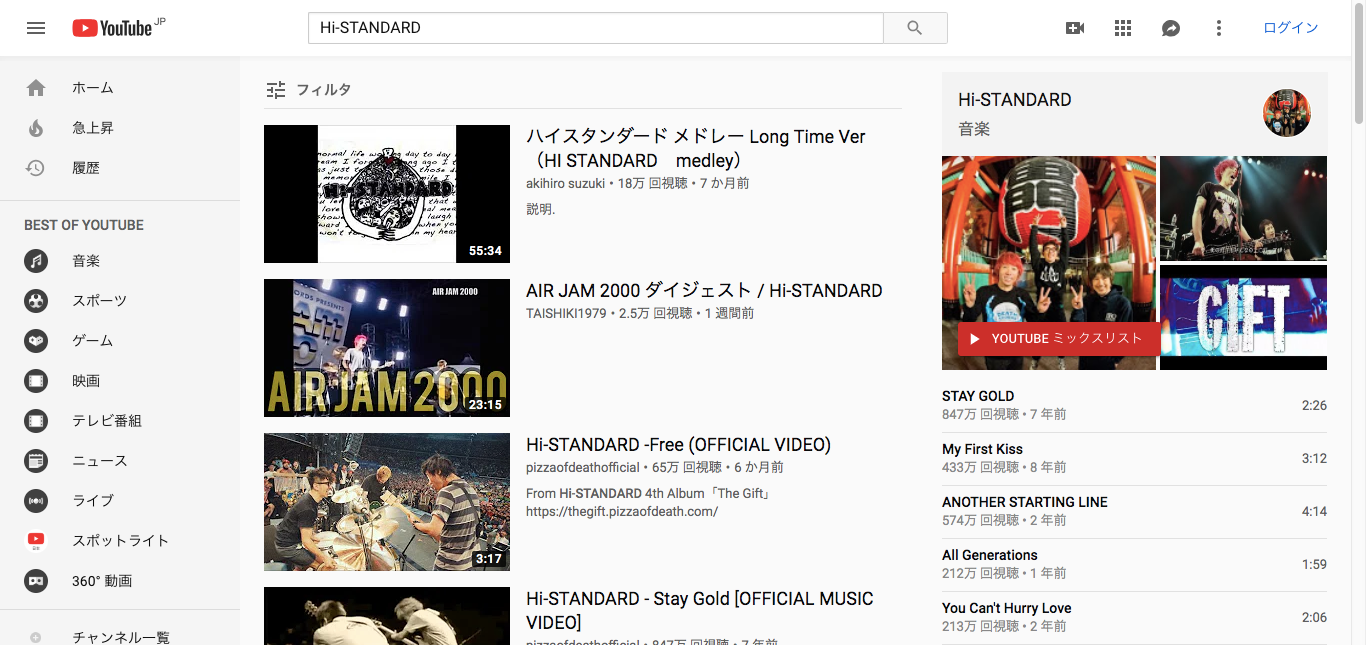 YouTube JP
Hi-STANDARD
ログイン
ホーム
急上昇
履歴
BEST OF YOUTUBE
音楽
スポーツ
ゲーム
映画
テレビ番組
ニュース
ライブ
スポットライト
360° 動画
チャンネル一覧
フィルタ
Hi-STANDARD
55:34
ハイスタンダード メドレー Long Time Ver
（HI STANDARD　medley）
akihiro suzuki • 18万 回視聴 • 7 か月前
説明.
AIR JAM 2000
AIR JAM 2000
23:15
AIR JAM 2000 ダイジェスト / Hi-STANDARD
TAISHIKI1979 • 2.5万 回視聴 • 1 週間前
3:17
Hi-STANDARD -Free (OFFICIAL VIDEO)
pizzaofdeathofficial • 65万 回視聴 • 6 か月前
From Hi-STANDARD 4th Album「The Gift」
https://thegift.pizzaofdeath.com/
Hi-STANDARD - Stay Gold [OFFICIAL MUSIC
VIDEO]
pizzaofdeathofficial • 847万 回視聴 • 7 年前
Hi-STANDARD
音楽
GIFT
YOUTUBE ミックスリスト
STAY GOLD
847万 回視聴 • 7 年前
2:26
My First Kiss
433万 回視聴 • 8 年前
3:12
ANOTHER STARTING LINE
574万 回視聴 • 2 年前
4:14
All Generations
212万 回視聴 • 1 年前
1:59
You Can't Hurry Love
213万 回視聴 • 2 年前
2:06